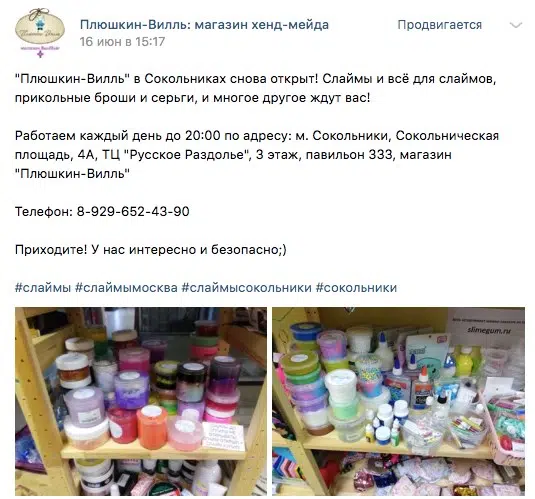 Плюшкин-Вилль: магазин хенд-мейда
Продвигается
16 июн в 15:17
"Плюшкин-Вилль" в Сокольниках снова открыт! Слаймы и всё для слаймов,
прикольные броши и серьги, и многое другое ждут вас!
Работаем каждый день до 20:00 по адресу: м. Сокольники, Сокольническая
площадь, 4А, ТЦ "Русское Раздолье", 3 этаж, павильон 333, магазин
"Плюшкин-Вилль"
Телефон: 8-929-652-43-90
Приходите! У нас интересно и безопасно;)
#слаймы #слаймымосква #слаймысокольники #сокольники
slimegum.ru